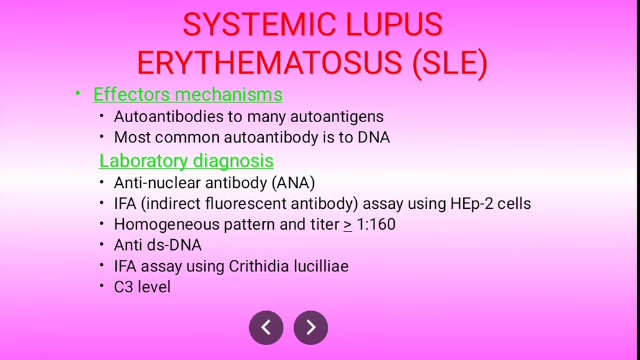 SYSTEMIC LUPUS
ERYTHEMATOSUS (SLE)
• Effectors mechanisms
• Autoantibodies to many autoantigens
• Most common autoantibody is to DNA
Laboratory diagnosis
• Anti-nuclear antibody (ANA)
• IFA (indirect fluorescent antibody) assay using HEp-2 cells
• Homogeneous pattern and titer ≥ 1:160
• Anti ds-DNA
• IFA assay using Crithidia lucilliae
• C3 level